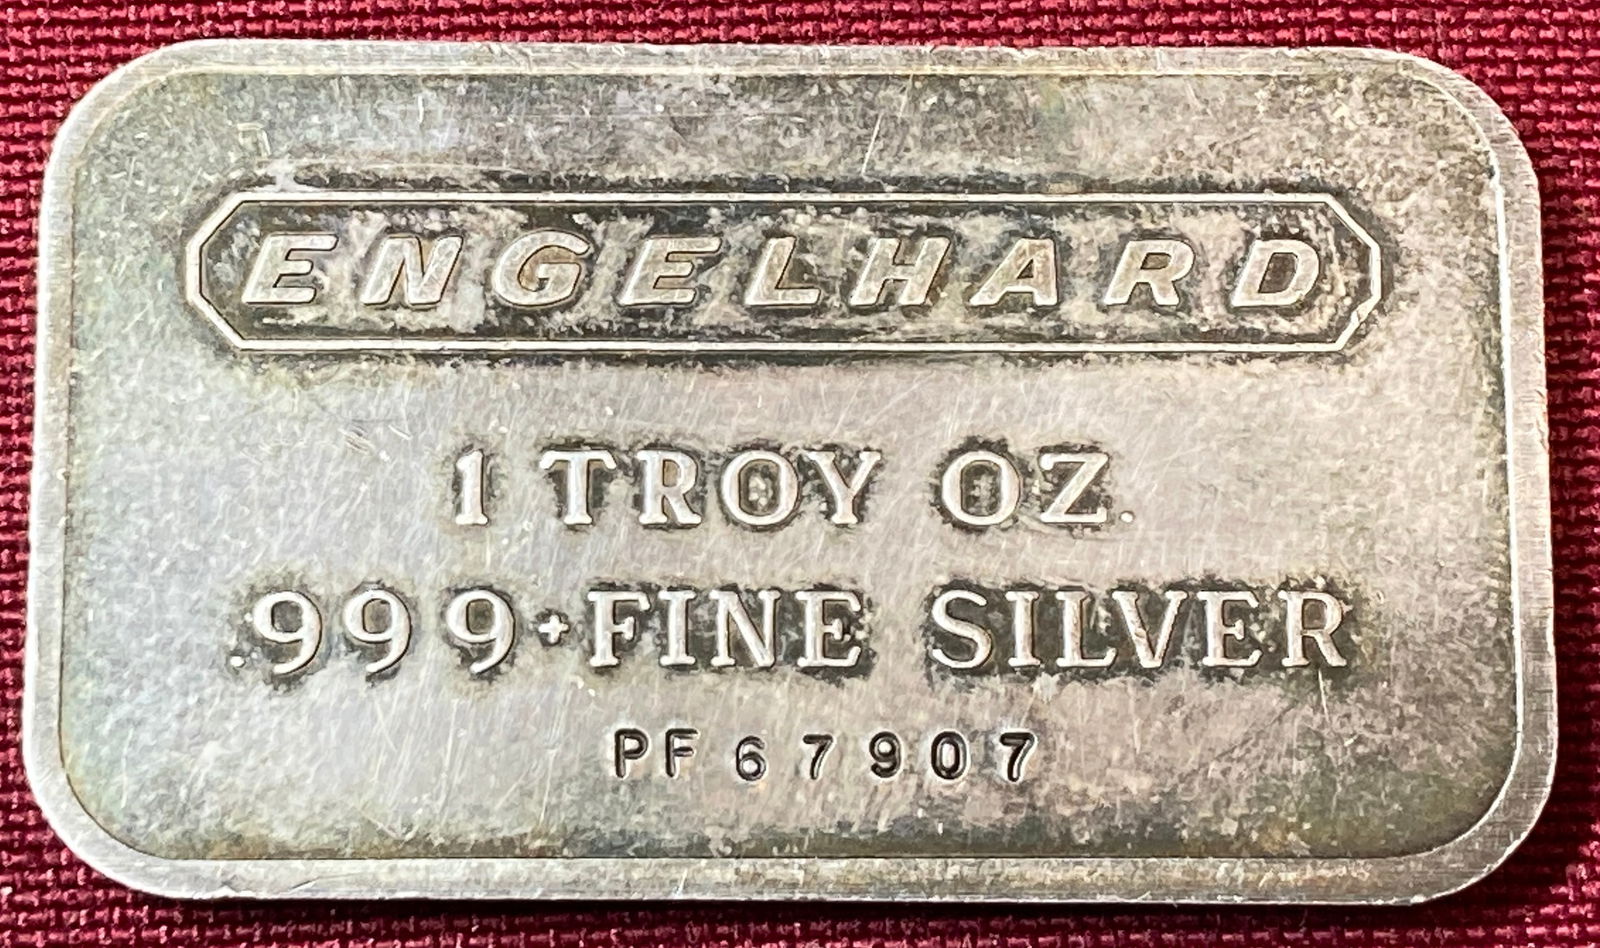 ENGELHARD
1 TROY OZ.
.999+FINE SILVER
PF 67907